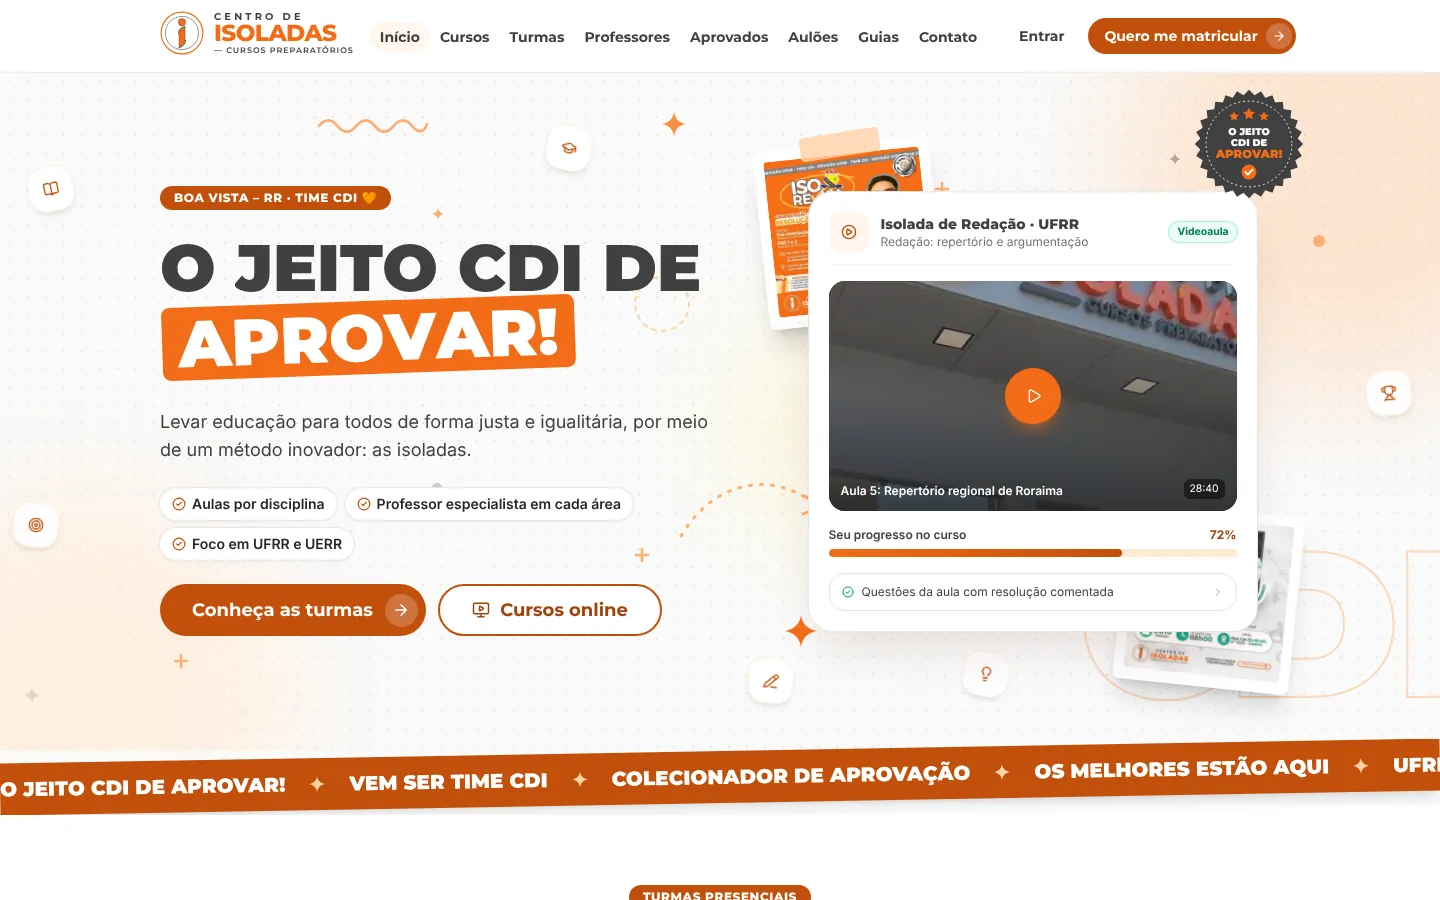 CENTRO DE
ISOLADAS
— CURSOS PREPARATÓRIOS
Início
Cursos
Turmas
Professores
Aprovados
Aulões
Guias
Contato
Entrar
Quero me matricular
O JEITO
CDI DE
APROVAR!
BOA VISTA – RR · TIME CDI 🧡
O JEITO CDI DE
APROVAR!
Levar educação para todos de forma justa e igualitária, por meio
de um método inovador: as isoladas.
Aulas por disciplina
Professor especialista em cada área
Foco em UFRR e UERR
Conheça as turmas
Cursos online
Isolada de Redação · UFRR
Redação: repertório e argumentação
Videoaula
CURSOS PREPARATÓ
Aula 5: Repertório regional de Roraima
28:40
Seu progresso no curso
72%
Questões da aula com resolução comentada
ISOLADAS
O JEITO CDI DE APROVAR!
VEM SER TIME CDI
COLECIONADOR DE APROVAÇÃO
OS MELHORES ESTÃO AQUI
UFR
TURMAS PRESENCIAIS